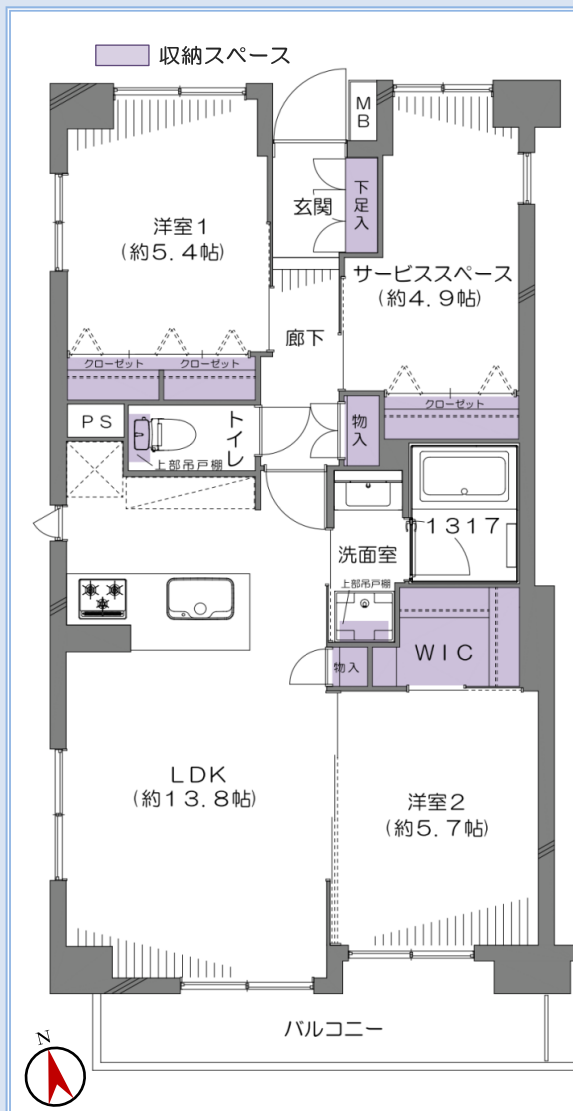 収納スペース
MB
下足入
玄関
洋室1
(約5.4帖)
サービススペース
(約4.9帖)
廊下
クローゼット
クローゼット
クローゼット
PS
トイレ
上部吊戸棚
物入
1317
洗面室
上部吊戸棚
WIC
物入
LDK
(約13.8帖)
洋室2
(約5.7帖)
バルコニー
N